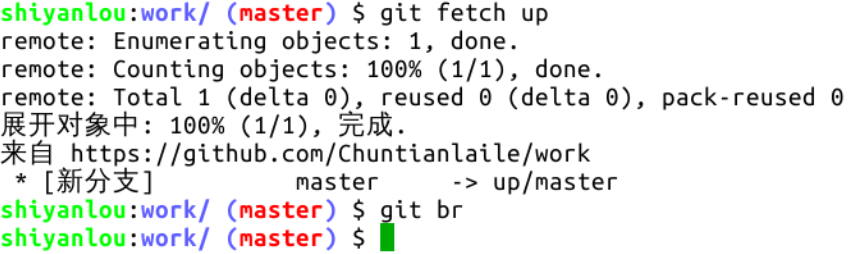 shiyanlou:work/ (master) $ git fetch up
remote: Enumerating objects: 1, done.
remote: Counting objects: 100% (1/1), done.
remote: Total 1 (delta 0), reused 0 (delta 0), pack-reused 0
展开对象中: 100% (1/1), 完成.
来自 https://github.com/Chuntianlaile/work
 * [新分支]          master     -> up/master
shiyanlou:work/ (master) $ git br
shiyanlou:work/ (master) $